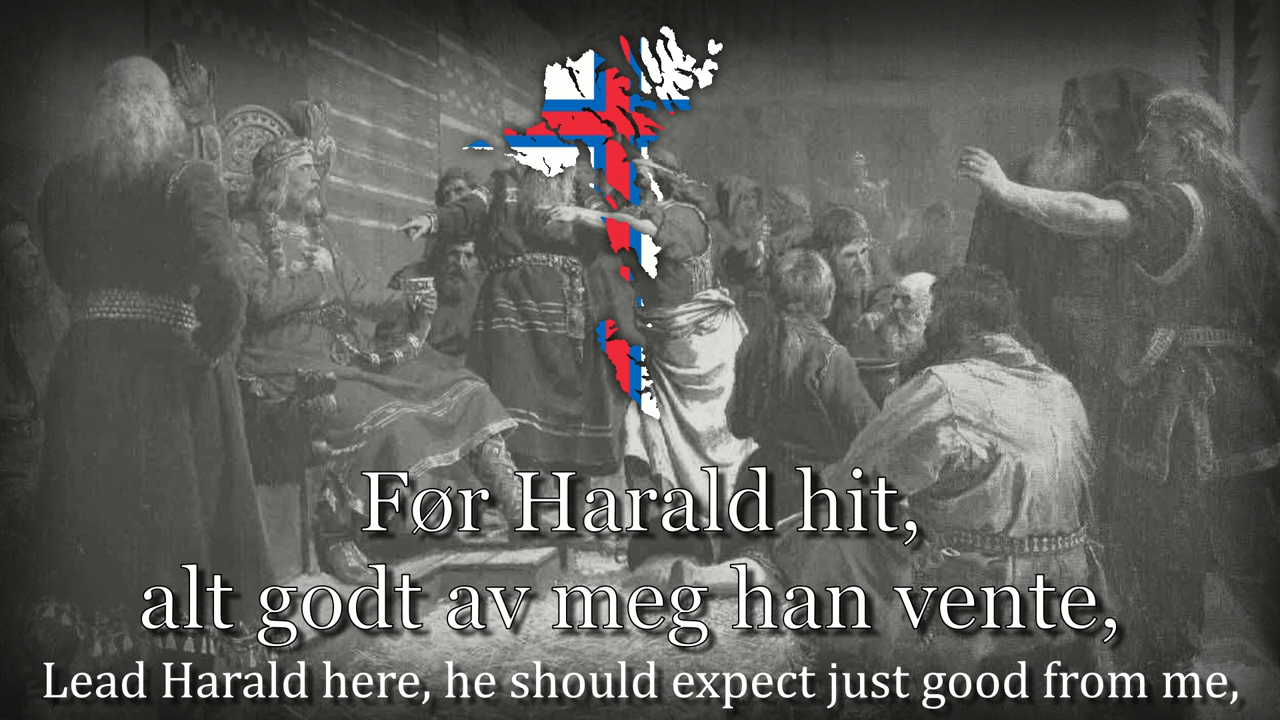 Før Harald hit,
alt godt av meg han vente,
Lead Harald here, he should expect just good from me,